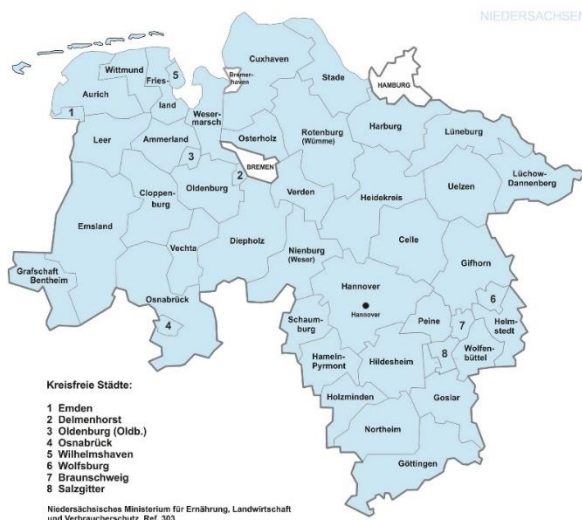 NIEDERSACHSEN
Cuxhaven
Wittmund
Fries-
land
5
Bremer-
haven
Stade
HAMBURG
Aurich
1
Weser-
marsch
Leer
Ammerland
3
Osterholz
Rotenburg
(Wümme)
Harburg
Lüneburg
BREMEN
2
Oldenburg
Cloppen-
burg
Verden
Heidekreis
Uelzen
Lüchow-
Dannenberg
Emsland
Vechta
Diepholz
Nienburg
(Weser)
Celle
Gifhorn
Grafschaft
Bentheim
Osnabrück
4
Hannover
Hannover
Schaum-
burg
Peine
6
7
Helm-
stedt
8
Wolfen-
büttel
Hameln-
Pyrmont
Hildesheim
Holzminden
Goslar
Northeim
Göttingen
Kreisfreie Städte:
1 Emden
2 Delmenhorst
3 Oldenburg (Oldb.)
4 Osnabrück
5 Wilhelmshaven
6 Wolfsburg
7 Braunschweig
8 Salzgitter
Niedersächsisches Ministerium für Ernährung, Landwirtschaft
und Verbraucherschutz, Ref. 303